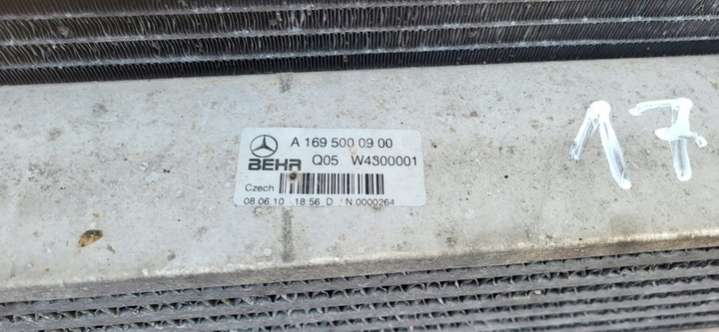 A 169 500 09 00
BEHR Q05 W4300001
Czech
08.06.10 18:56 D N 0000264
17